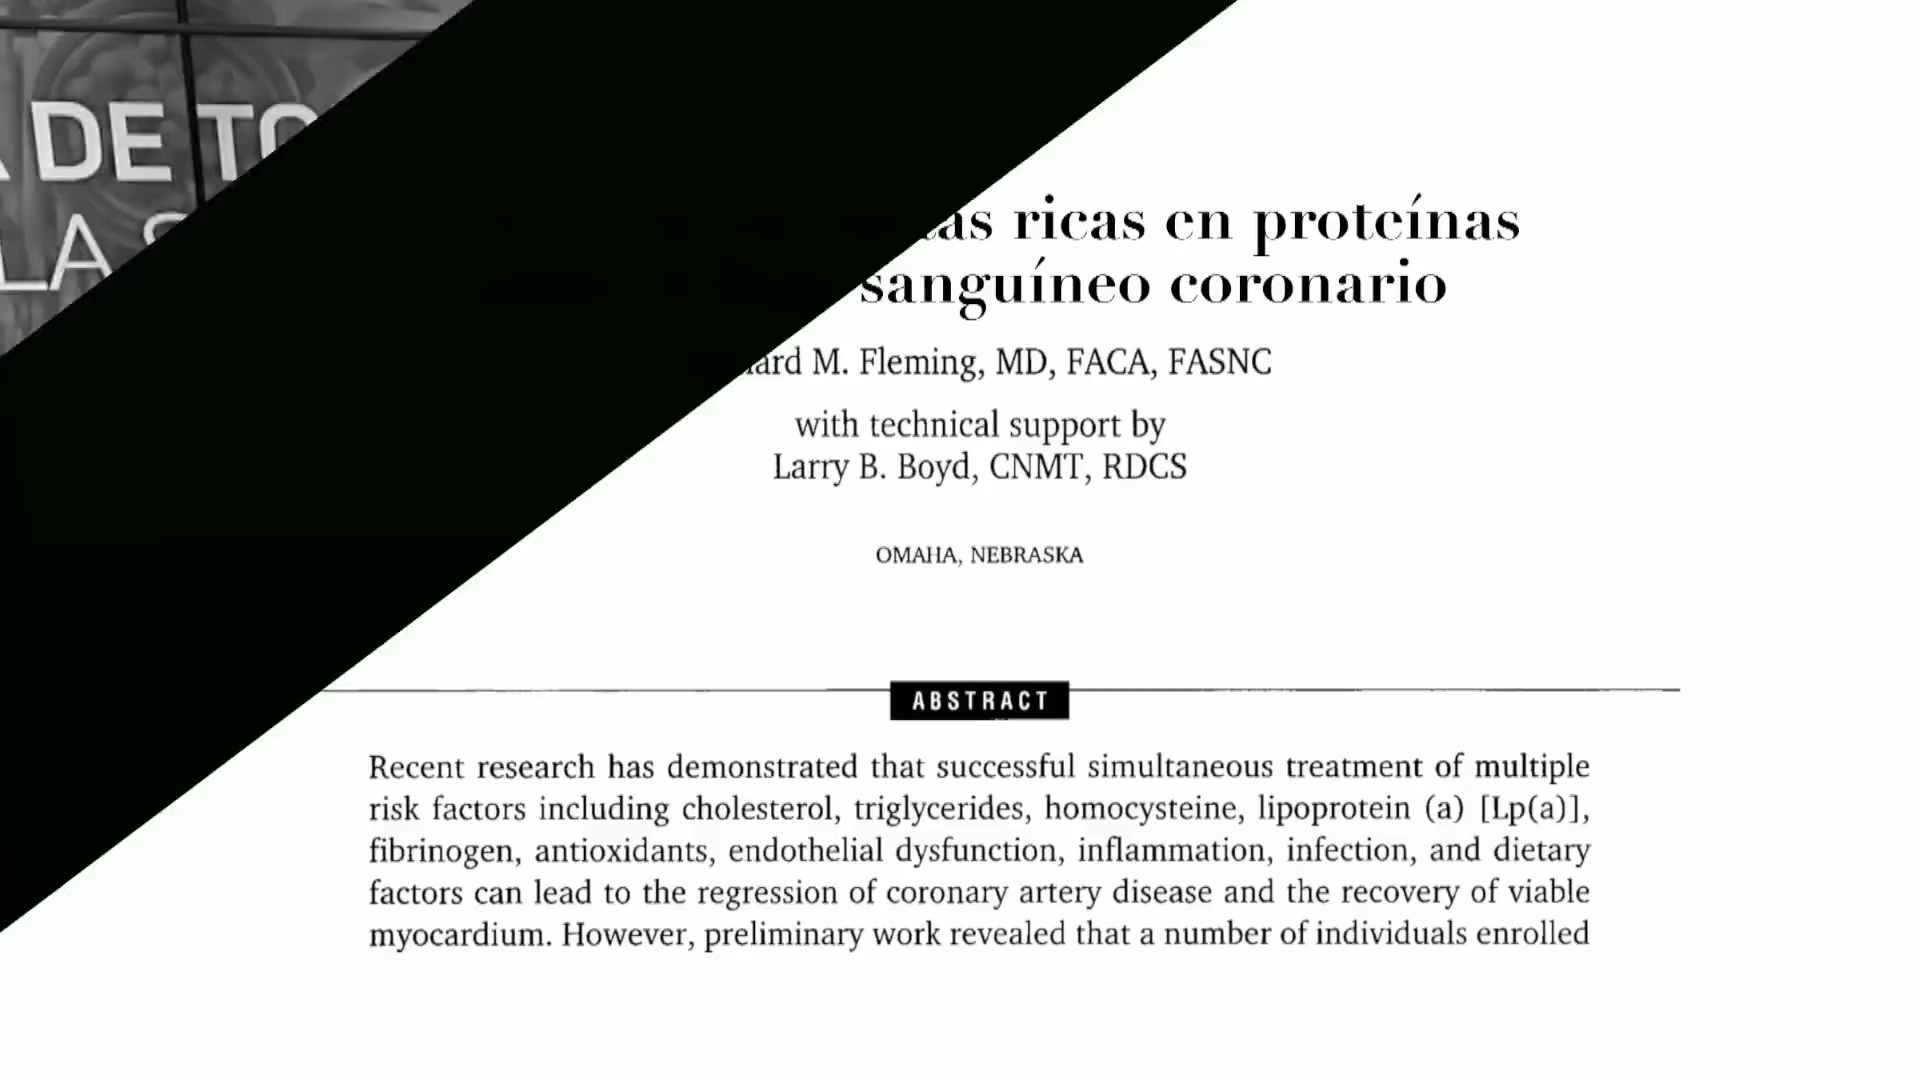 DE
LA
ricas en proteínas
sanguíneo coronario
M. Fleming, MD, FACA, FASNC
with technical support by
Larry B. Boyd, CNMT, RDCS
OMAHA, NEBRASKA
ABSTRACT
Recent research has demonstrated that successful simultaneous treatment of multiple
risk factors including cholesterol, triglycerides, homocysteine, lipoprotein (a) [Lp(a)],
fibrinogen, antioxidants, endothelial dysfunction, inflammation, infection, and dietary
factors can lead to the regression of coronary artery disease and the recovery of viable
myocardium. However, preliminary work revealed that a number of individuals enrolled